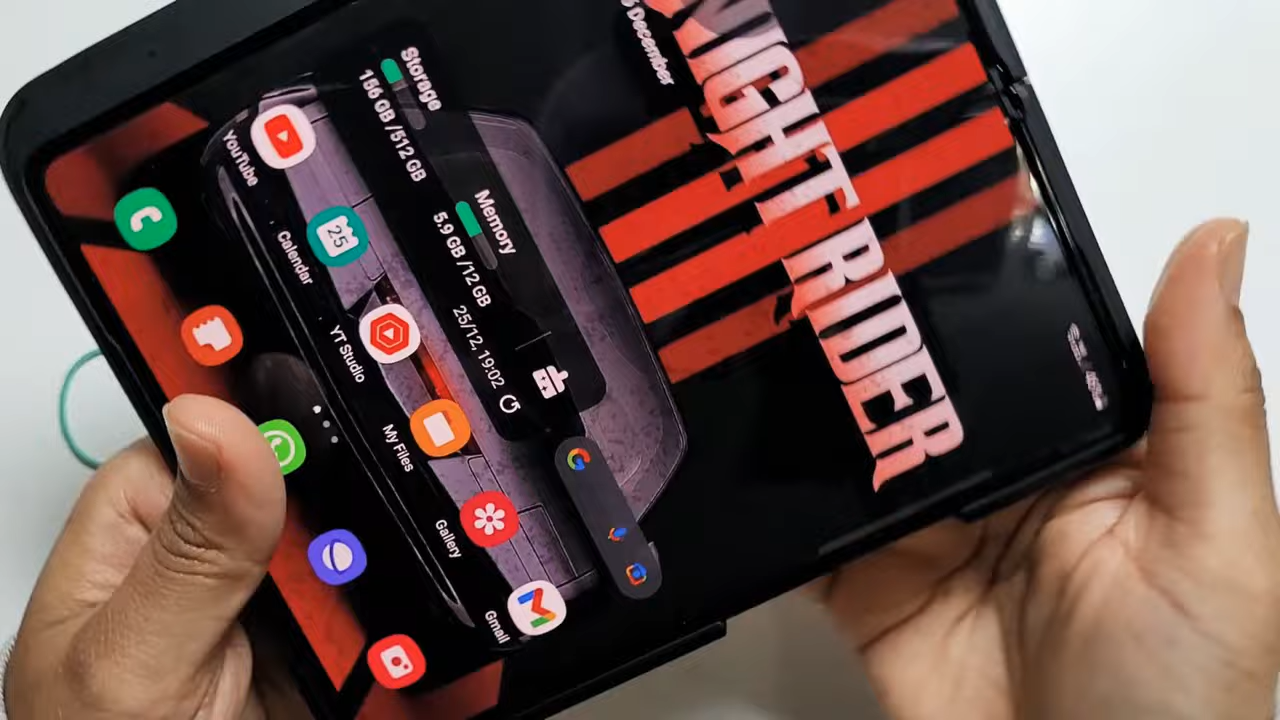 December
NIGHT RIDER
Storage
156 GB /512 GB
Memory
5.9 GB /12 GB
25/12, 19:02
YouTube
25
Calendar
YT Studio
My Files
Gallery
Gmail